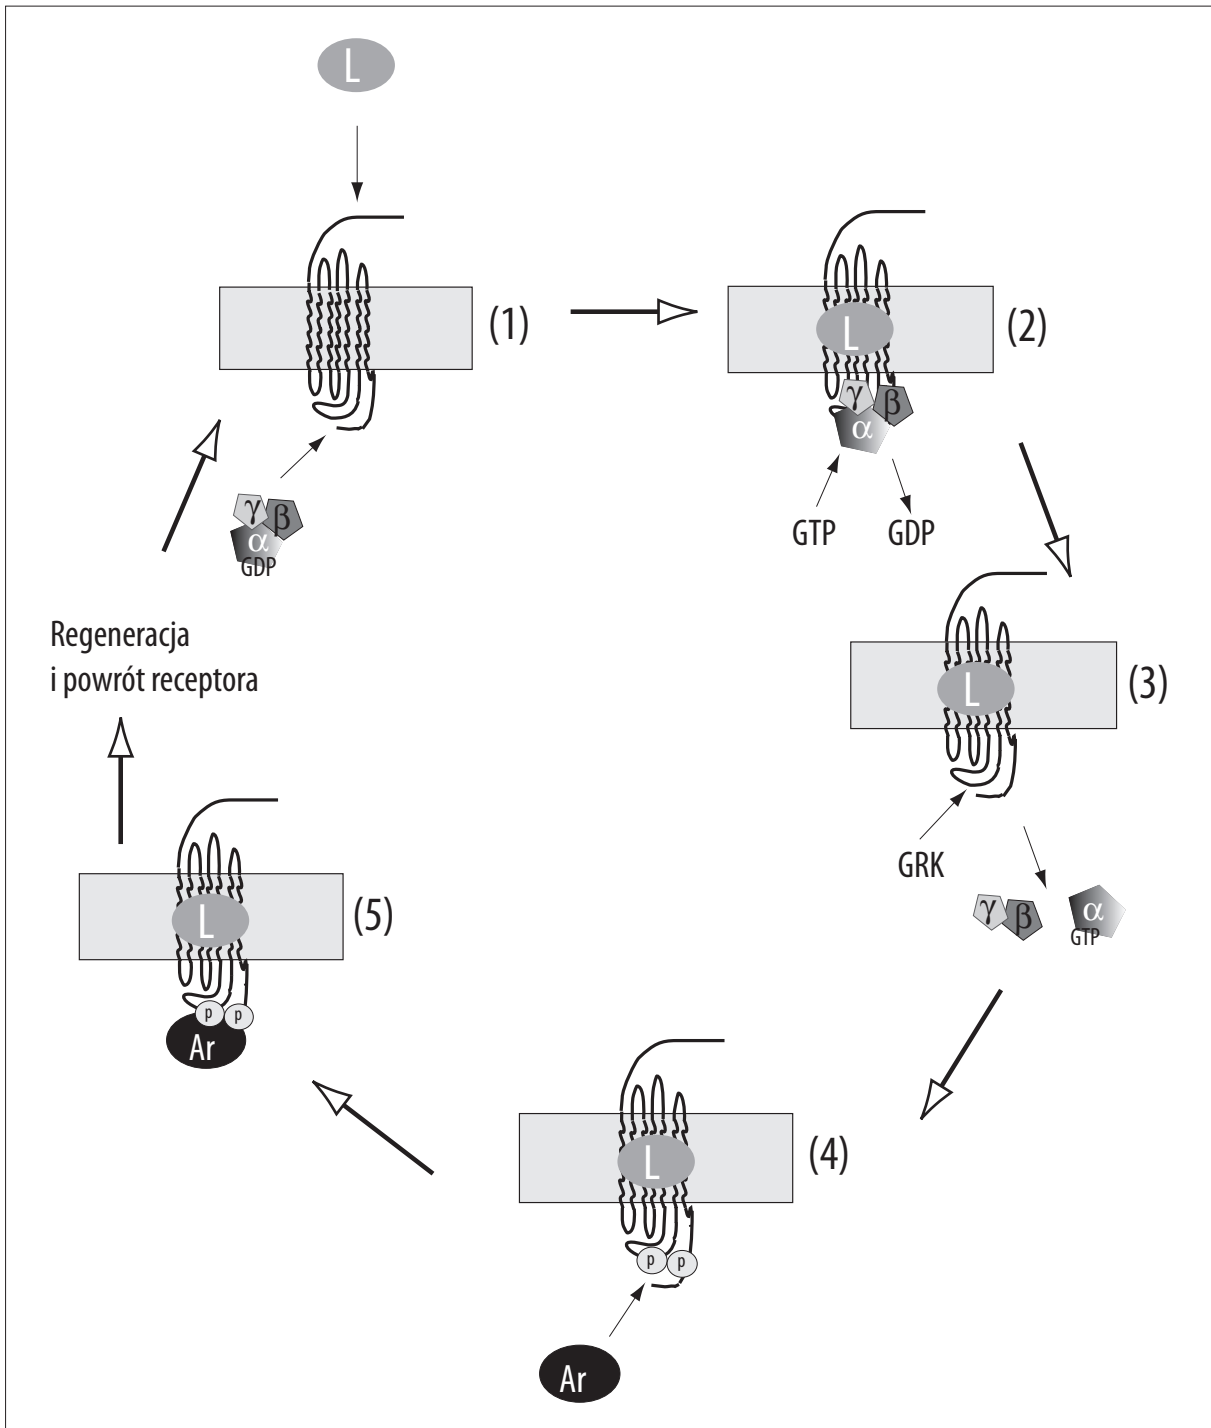 L
(1)
γ β
α
GDP
L
(2)
γ β
α
GTP GDP
L
(3)
GRK
γ β α
GTP
L
(4)
p p
Ar
L
(5)
p p
Ar
Regeneracja
i powrót receptora